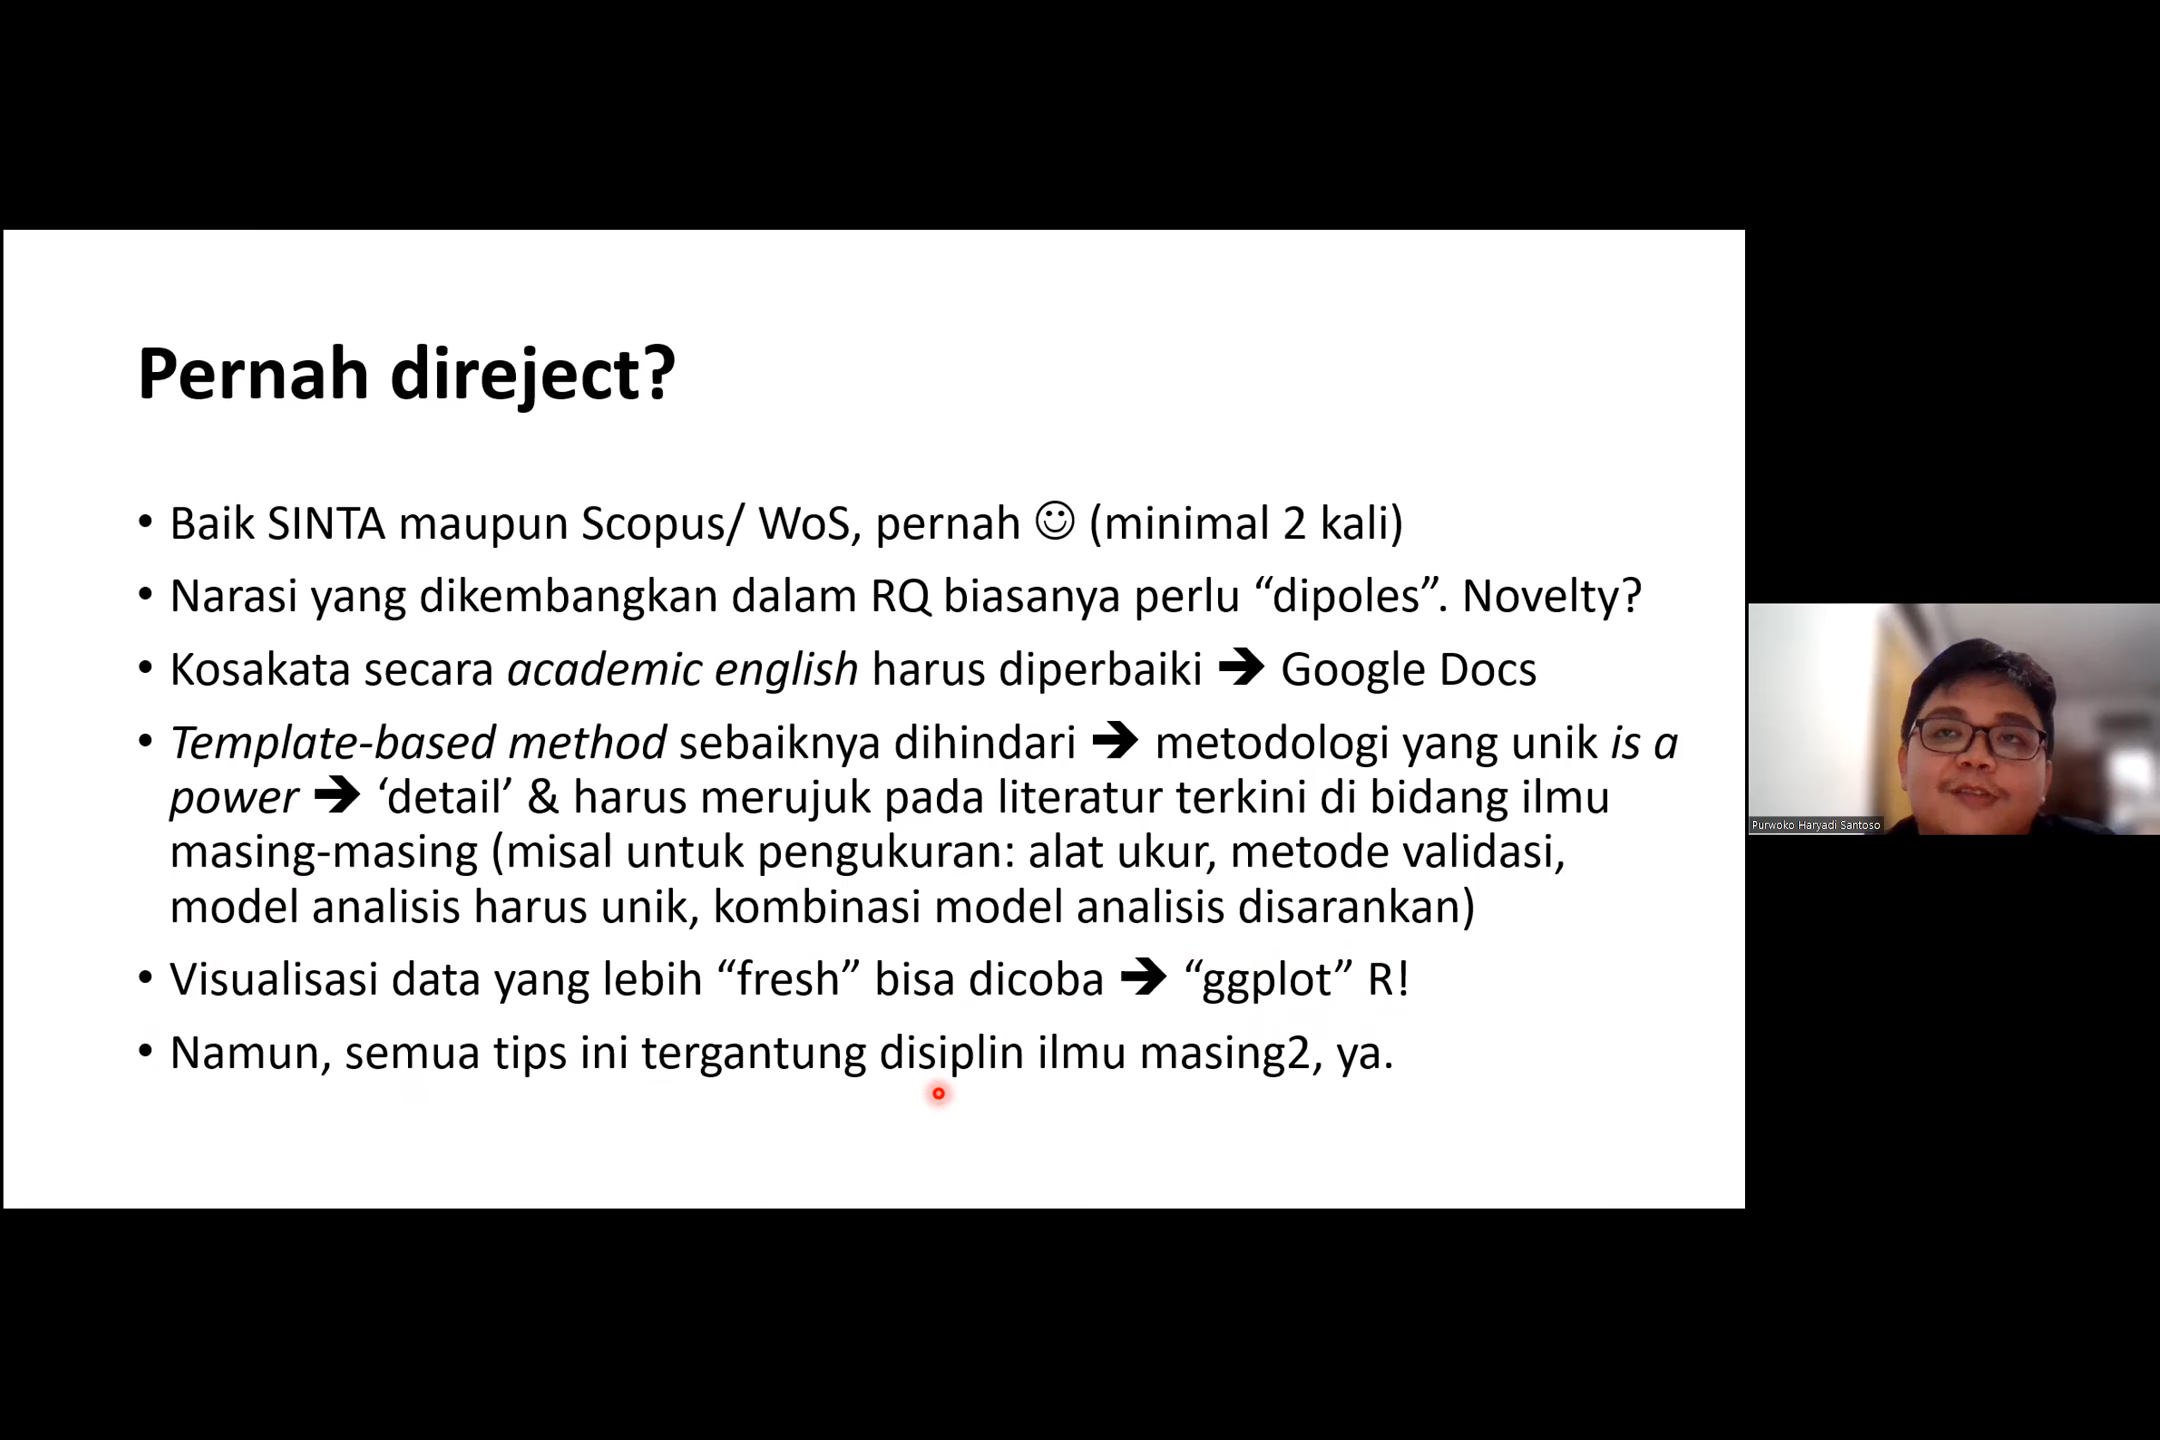 Pernah direject?
• Baik SINTA maupun Scopus/ WoS, pernah ☺ (minimal 2 kali)
• Narasi yang dikembangkan dalam RQ biasanya perlu “dipoles”. Novelty?
• Kosakata secara academic english harus diperbaiki ➔ Google Docs
• Template-based method sebaiknya dihindari ➔ metodologi yang unik is a
power ➔ ‘detail’ & harus merujuk pada literatur terkini di bidang ilmu
masing-masing (misal untuk pengukuran: alat ukur, metode validasi,
model analisis harus unik, kombinasi model analisis disarankan)
• Visualisasi data yang lebih “fresh” bisa dicoba ➔ “ggplot” R!
• Namun, semua tips ini tergantung disiplin ilmu masing2, ya.
Purwoko Haryadi Santoso